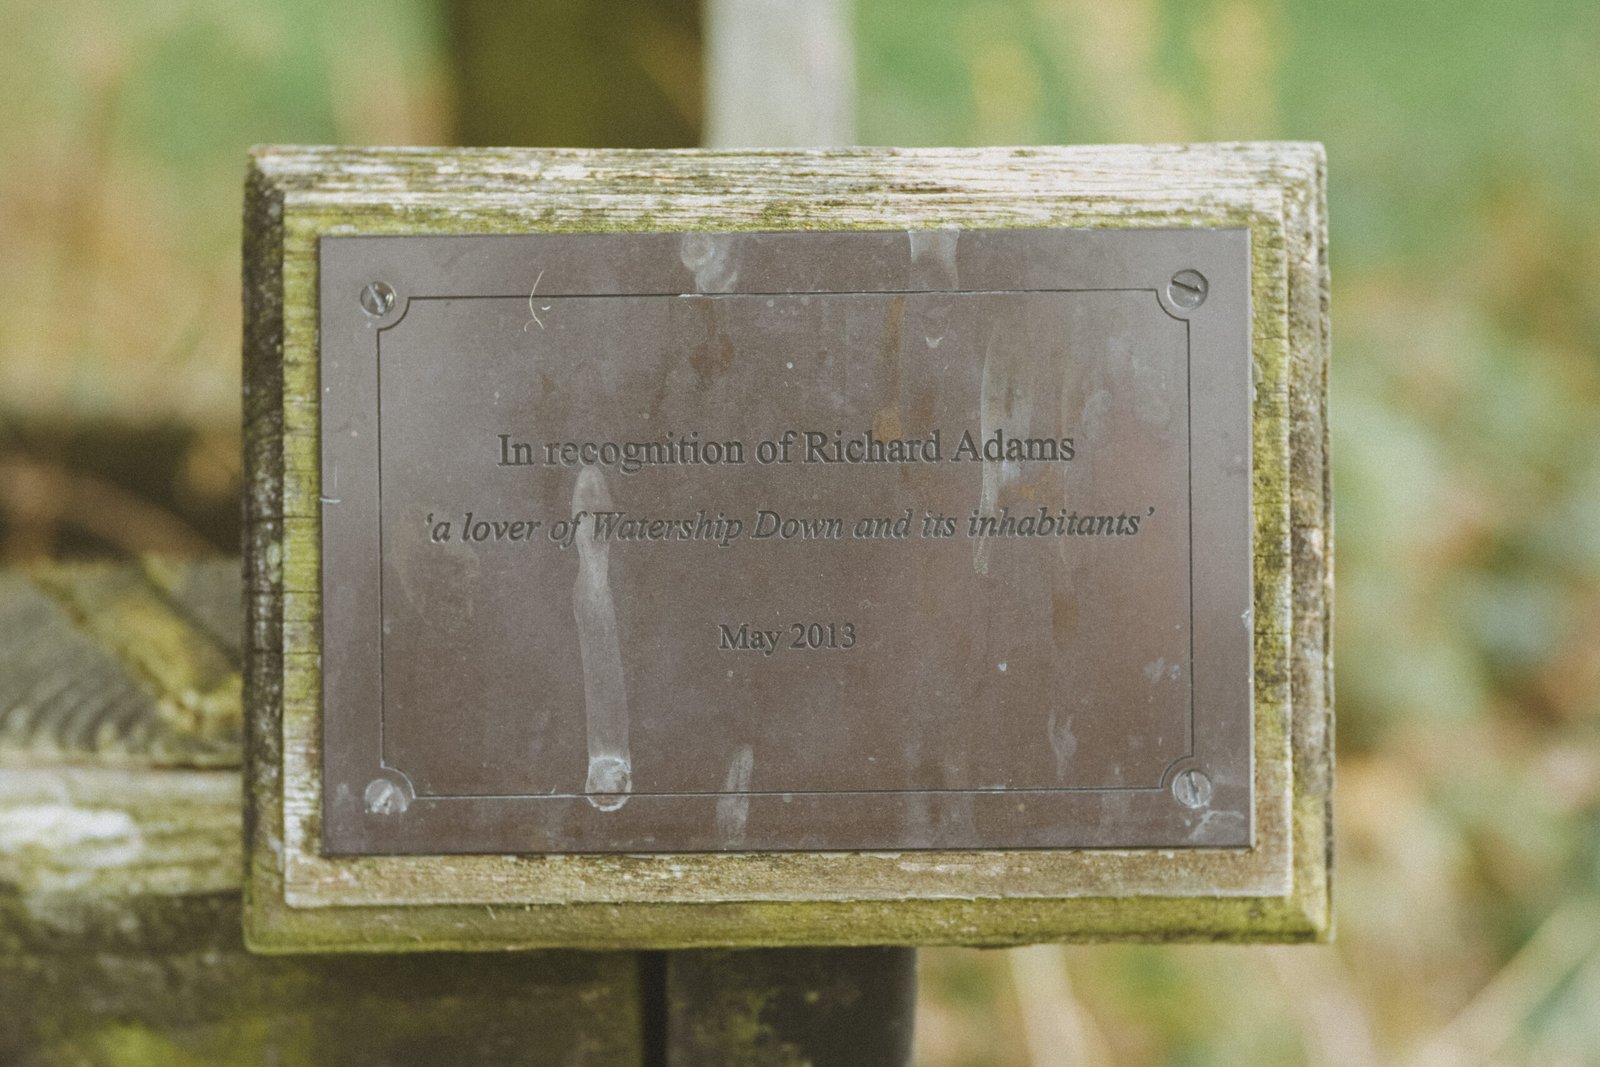 In recognition of Richard Adams
‘a lover of Watership Down and its inhabitants’
May 2013